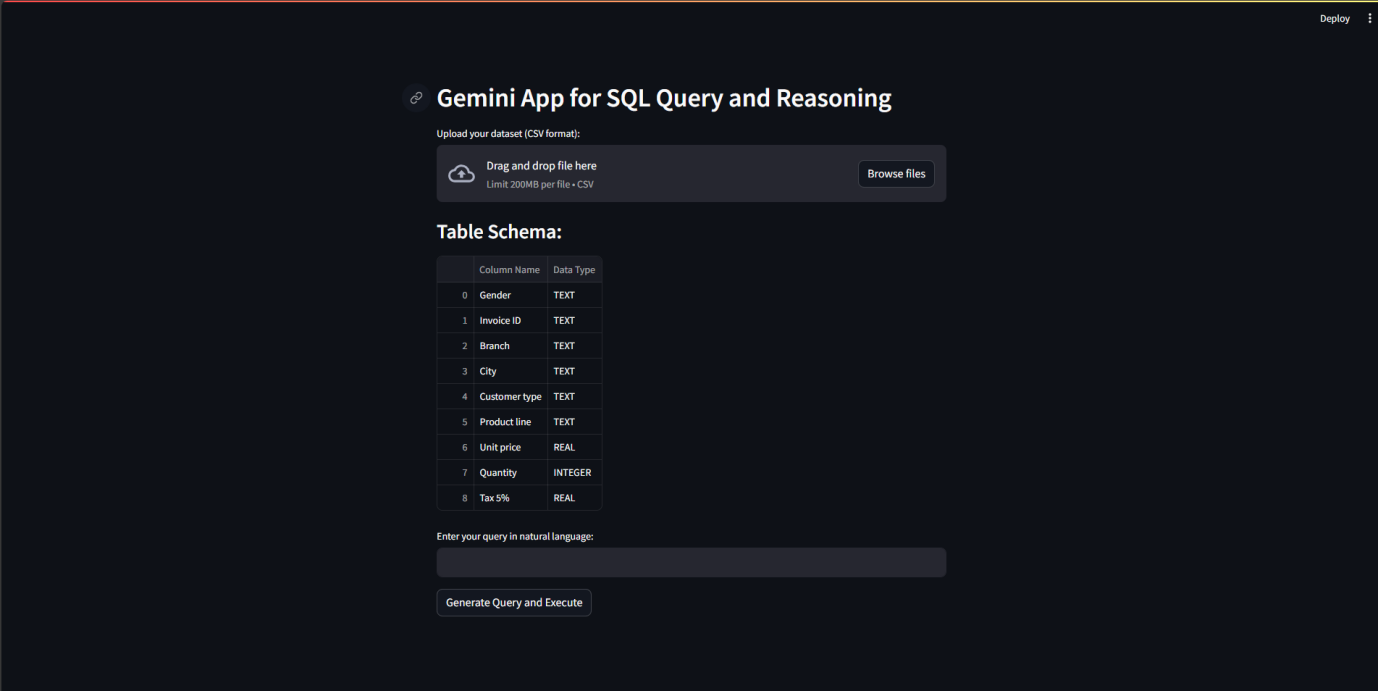 Deploy
Gemini App for SQL Query and Reasoning
Upload your dataset (CSV format):
Drag and drop file here
Limit 200MB per file • CSV
Browse files
Table Schema:
Column Name Data Type
0 Gender TEXT
1 Invoice ID TEXT
2 Branch TEXT
3 City TEXT
4 Customer type TEXT
5 Product line TEXT
6 Unit price REAL
7 Quantity INTEGER
8 Tax 5% REAL
Enter your query in natural language:
Generate Query and Execute